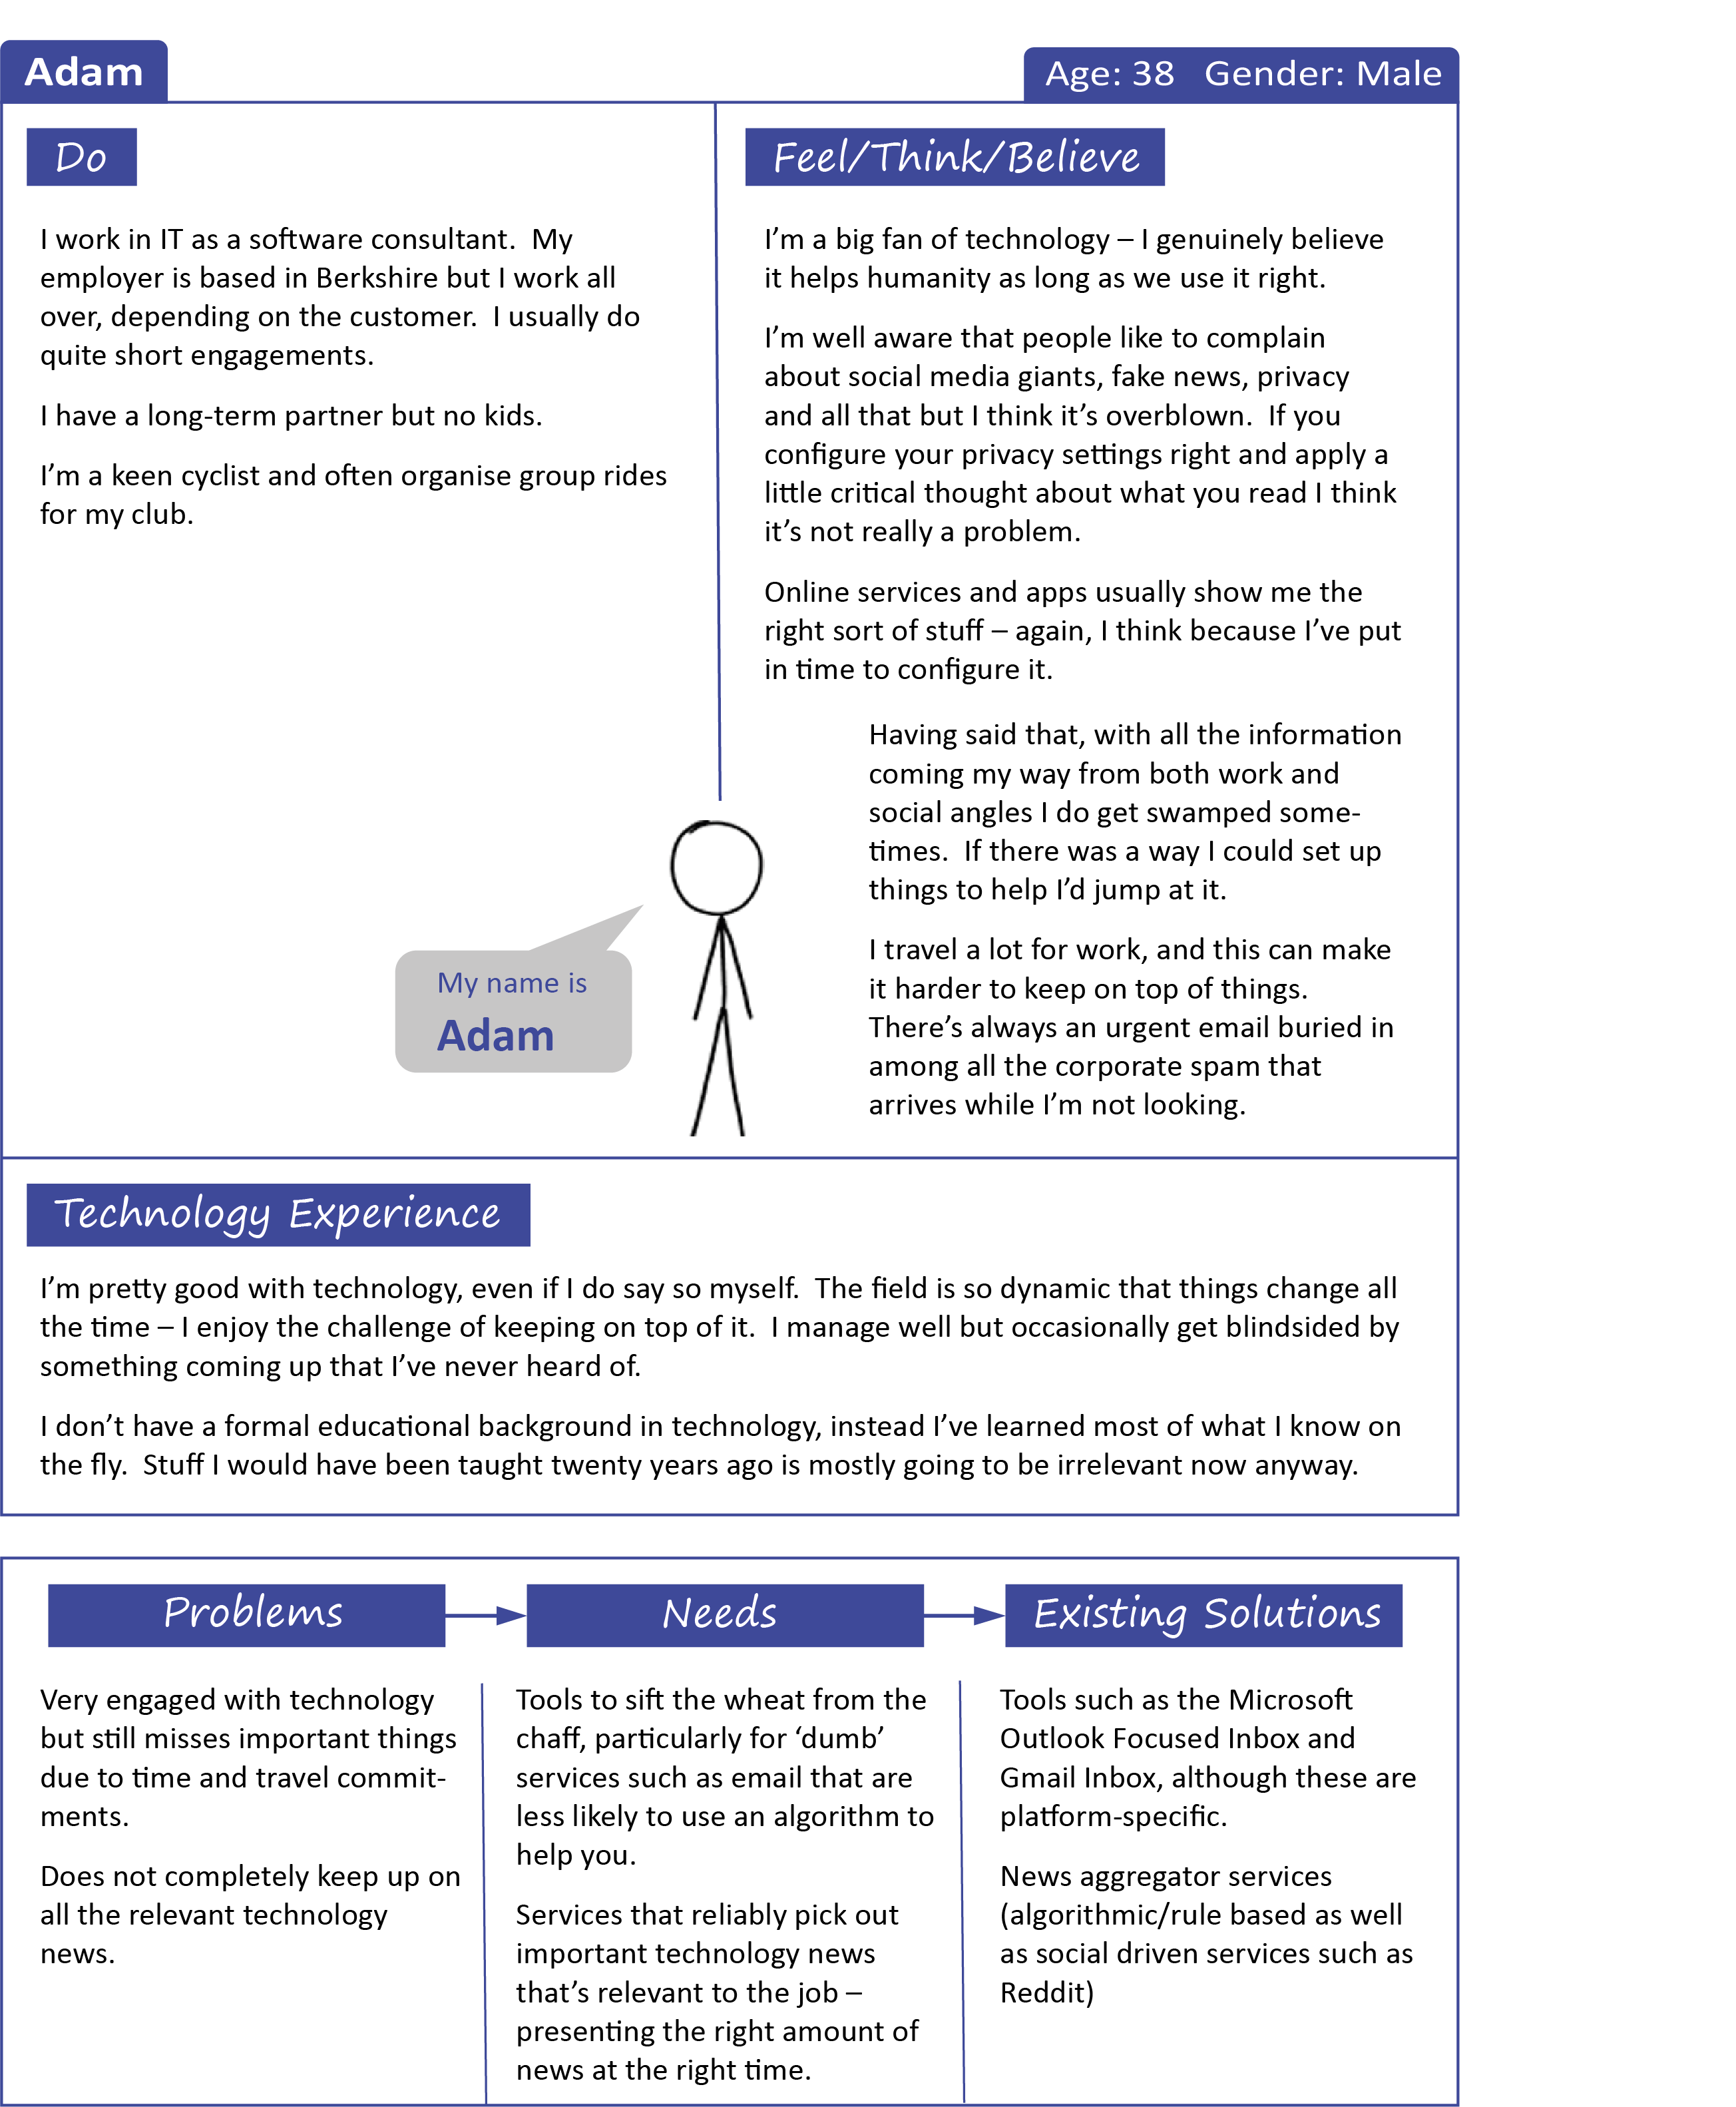 Adam
Age: 38   Gender: Male
Do
I work in IT as a software consultant.  My
employer is based in Berkshire but I work all
over, depending on the customer.  I usually do
quite short engagements.
I have a long-term partner but no kids.
I’m a keen cyclist and often organise group rides
for my club.
Feel/Think/Believe
I’m a big fan of technology – I genuinely believe
it helps humanity as long as we use it right.
I’m well aware that people like to complain
about social media giants, fake news, privacy
and all that but I think it’s overblown.  If you
configure your privacy settings right and apply a
little critical thought about what you read I think
it’s not really a problem.
Online services and apps usually show me the
right sort of stuff – again, I think because I’ve put
in time to configure it.
Having said that, with all the information
coming my way from both work and
social angles I do get swamped some-
times.  If there was a way I could set up
things to help I’d jump at it.
I travel a lot for work, and this can make
it harder to keep on top of things.
There’s always an urgent email buried in
among all the corporate spam that
arrives while I’m not looking.
My name is
Adam
Technology Experience
I’m pretty good with technology, even if I do say so myself.  The field is so dynamic that things change all
the time – I enjoy the challenge of keeping on top of it.  I manage well but occasionally get blindsided by
something coming up that I’ve never heard of.
I don’t have a formal educational background in technology, instead I’ve learned most of what I know on
the fly.  Stuff I would have been taught twenty years ago is mostly going to be irrelevant now anyway.
Problems
Very engaged with technology
but still misses important things
due to time and travel commit-
ments.
Does not completely keep up on
all the relevant technology
news.
Needs
Tools to sift the wheat from the
chaff, particularly for ‘dumb’
services such as email that are
less likely to use an algorithm to
help you.
Services that reliably pick out
important technology news
that’s relevant to the job –
presenting the right amount of
news at the right time.
Existing Solutions
Tools such as the Microsoft
Outlook Focused Inbox and
Gmail Inbox, although these are
platform-specific.
News aggregator services
(algorithmic/rule based as well
as social driven services such as
Reddit)